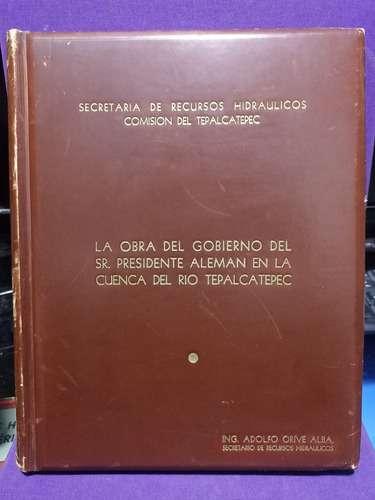 SECRETARIA DE RECURSOS HIDRAULICOS
COMISION DEL TEPALCATEPEC
LA OBRA DEL GOBIERNO DEL
SR. PRESIDENTE ALEMAN EN LA
CUENCA DEL RIO TEPALCATEPEC
ING. ADOLFO ORIVE ALBA,
SECRETARIO DE RECURSOS HIDRAULICOS